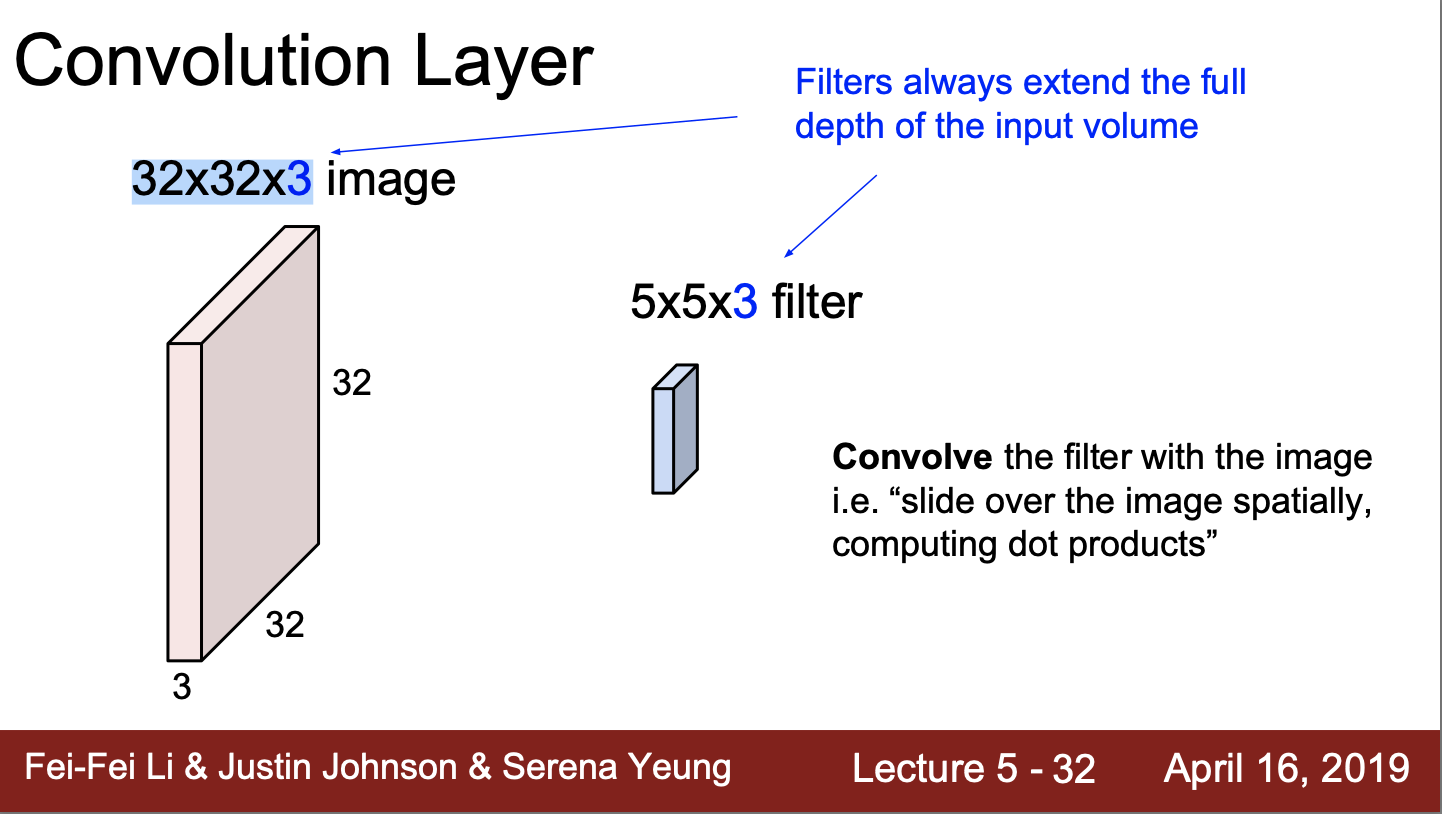 Convolution Layer
Filters always extend the full
depth of the input volume
32x32x3 image
5x5x3 filter
32
Convolve the filter with the image
i.e. “slide over the image spatially,
computing dot products”
32
3
Fei-Fei Li & Justin Johnson & Serena Yeung
Lecture 5 - 32
April 16, 2019